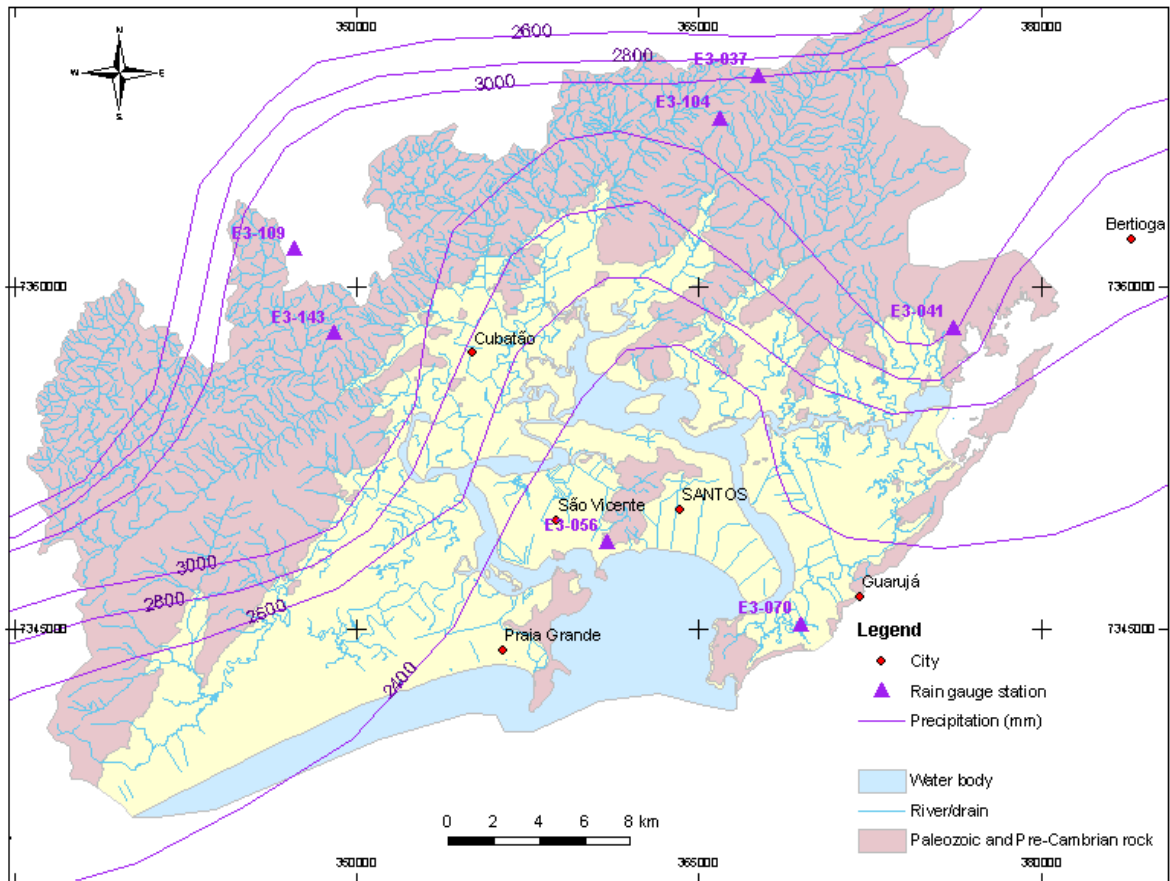 350000
365000
380000
N
W
E
S
2600
2800
3000
E3-037
E3-104
E3-109
Bertioga
7360000
7360000
E3-143
E3-041
Cubatão
São Vicente
SANTOS
E3-056
3000
2800
2600
Guarujá
E3-070
7345000
7345000
Praia Grande
2400
Legend
City
Rain gauge station
Precipitation (mm)
Water body
River/drain
Paleozoic and Pre-Cambrian rock
0 2 4 6 8 km
350000
365000
380000